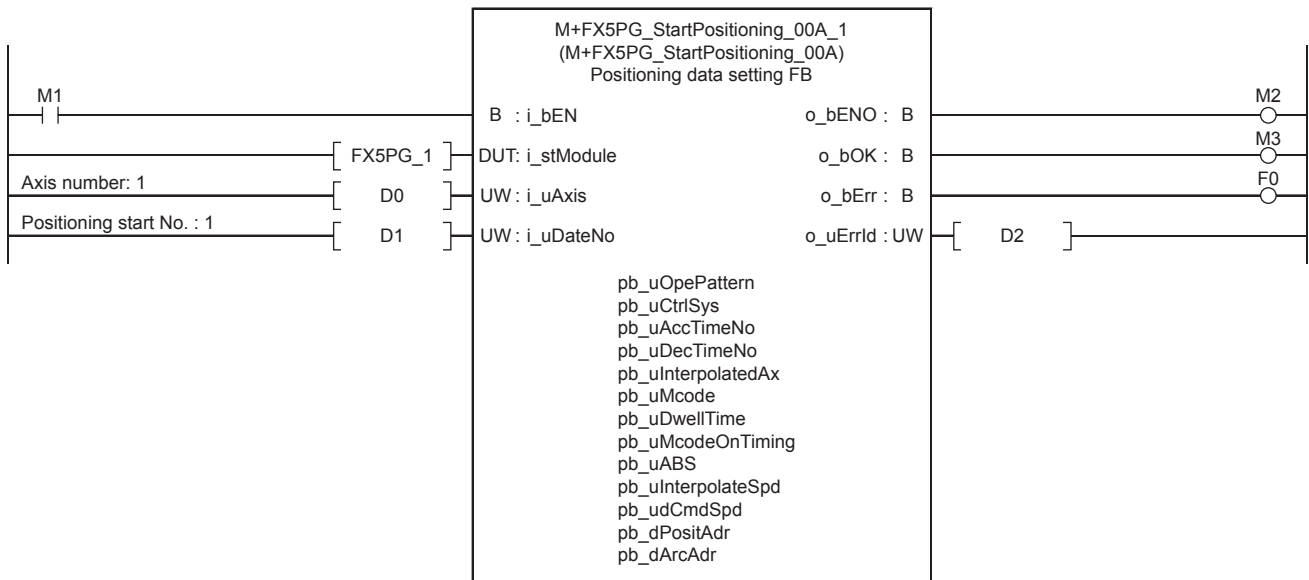 M+FX5PG_StartPositioning_00A_1
(M+FX5PG_StartPositioning_00A)
Positioning data setting FB
M1 B : i_bEN o_bENO : B M2
FX5PG_1 DUT: i_stModule o_bOK : B M3
Axis number: 1 D0 UW : i_uAxis o_bErr : B F0
Positioning start No. : 1 D1 UW : i_uDateNo o_uErrId : UW D2
pb_uOpePattern
pb_uCtrlSys
pb_uAccTimeNo
pb_uDecTimeNo
pb_uInterpolatedAx
pb_uMcode
pb_uDwellTime
pb_uMcodeOnTiming
pb_uABS
pb_uInterpolateSpd
pb_udCmdSpd
pb_dPositAdr
pb_dArcAdr